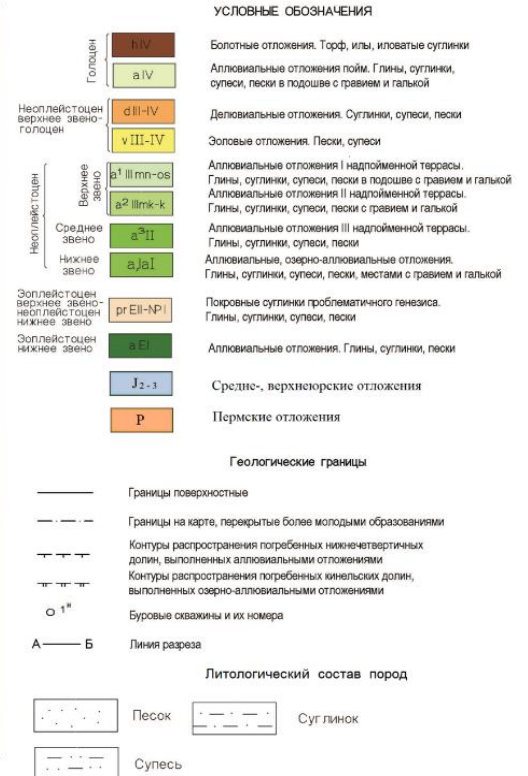 УСЛОВНЫЕ ОБОЗНАЧЕНИЯ
Голоцен
h IV
Болотные отложения. Торф, илы, иловатые суглинки
a IV
Аллювиальные отложения пойм. Глины, суглинки,
супеси, пески в подошве с гравием и галькой
Неоплейстоцен
верхнее звено-
голоцен
d III-IV
Делювиальные отложения. Суглинки, супеси, пески
v III-IV
Эоловые отложения. Пески, супеси
Неоплейстоцен
Верхнее
звено
a¹ III mn-os
Аллювиальные отложения I надпойменной террасы.
Глины, суглинки, супеси, пески в подошве с гравием и галькой
a² IIImk-k
Аллювиальные отложения II надпойменной террасы.
Глины, суглинки, супеси, пески с гравием и галькой
Среднее
звено
a³II
Аллювиальные отложения III надпойменной террасы.
Глины, суглинки, супеси, пески
Нижнее
звено
a,laI
Аллювиальные, озерно-аллювиальные отложения.
Глины, суглинки, супеси, пески, местами с гравием и галькой
Эоплейстоцен
верхнее звено-
неоплейстоцен
нижнее звено
pr EII-NP I
Покровные суглинки проблематичного генезиса.
Глины, суглинки, супеси, пески
Эоплейстоцен
нижнее звено
a EI
Аллювиальные отложения. Глины, суглинки, пески
J₂₋₃
Средне-, верхнеюрские отложения
P
Пермские отложения
Геологические границы
Границы поверхностные
Границы на карте, перекрытые более молодыми образованиями
Контуры распространения погребенных нижнечетвертичных
долин, выполненных аллювиальными отложениями
Контуры распространения погребенных кинельских долин,
выполненных озерно-аллювиальными отложениями
1*
Буровые скважины и их номера
А Б
Линия разреза
Литологический состав пород
Песок
Суглинок
Супесь